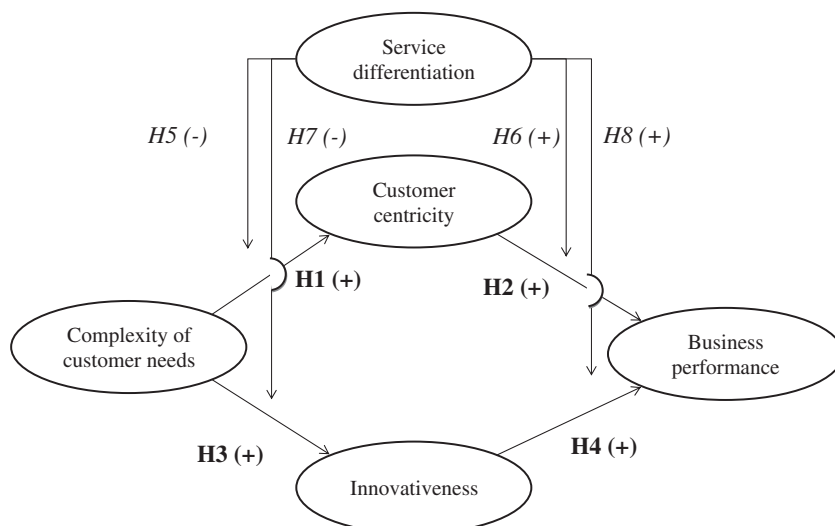 Service
differentiation
H5 (-)
H7 (-)
H6 (+)
H8 (+)
Customer
centricity
H1 (+)
H2 (+)
Complexity of
customer needs
Business
performance
H3 (+)
H4 (+)
Innovativeness